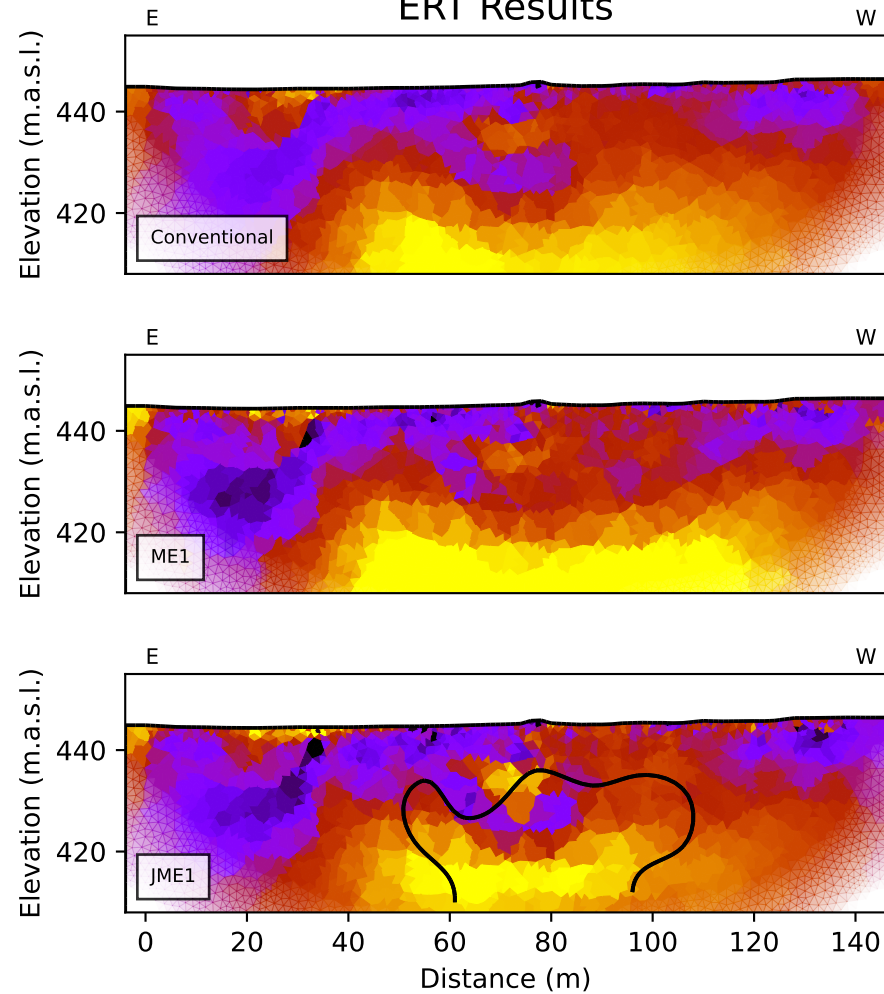 ERT Results
E W
Elevation (m.a.s.l.)
440
420
Conventional
E W
Elevation (m.a.s.l.)
440
420
ME1
E W
Elevation (m.a.s.l.)
440
420
JME1
0 20 40 60 80 100 120 140
Distance (m)